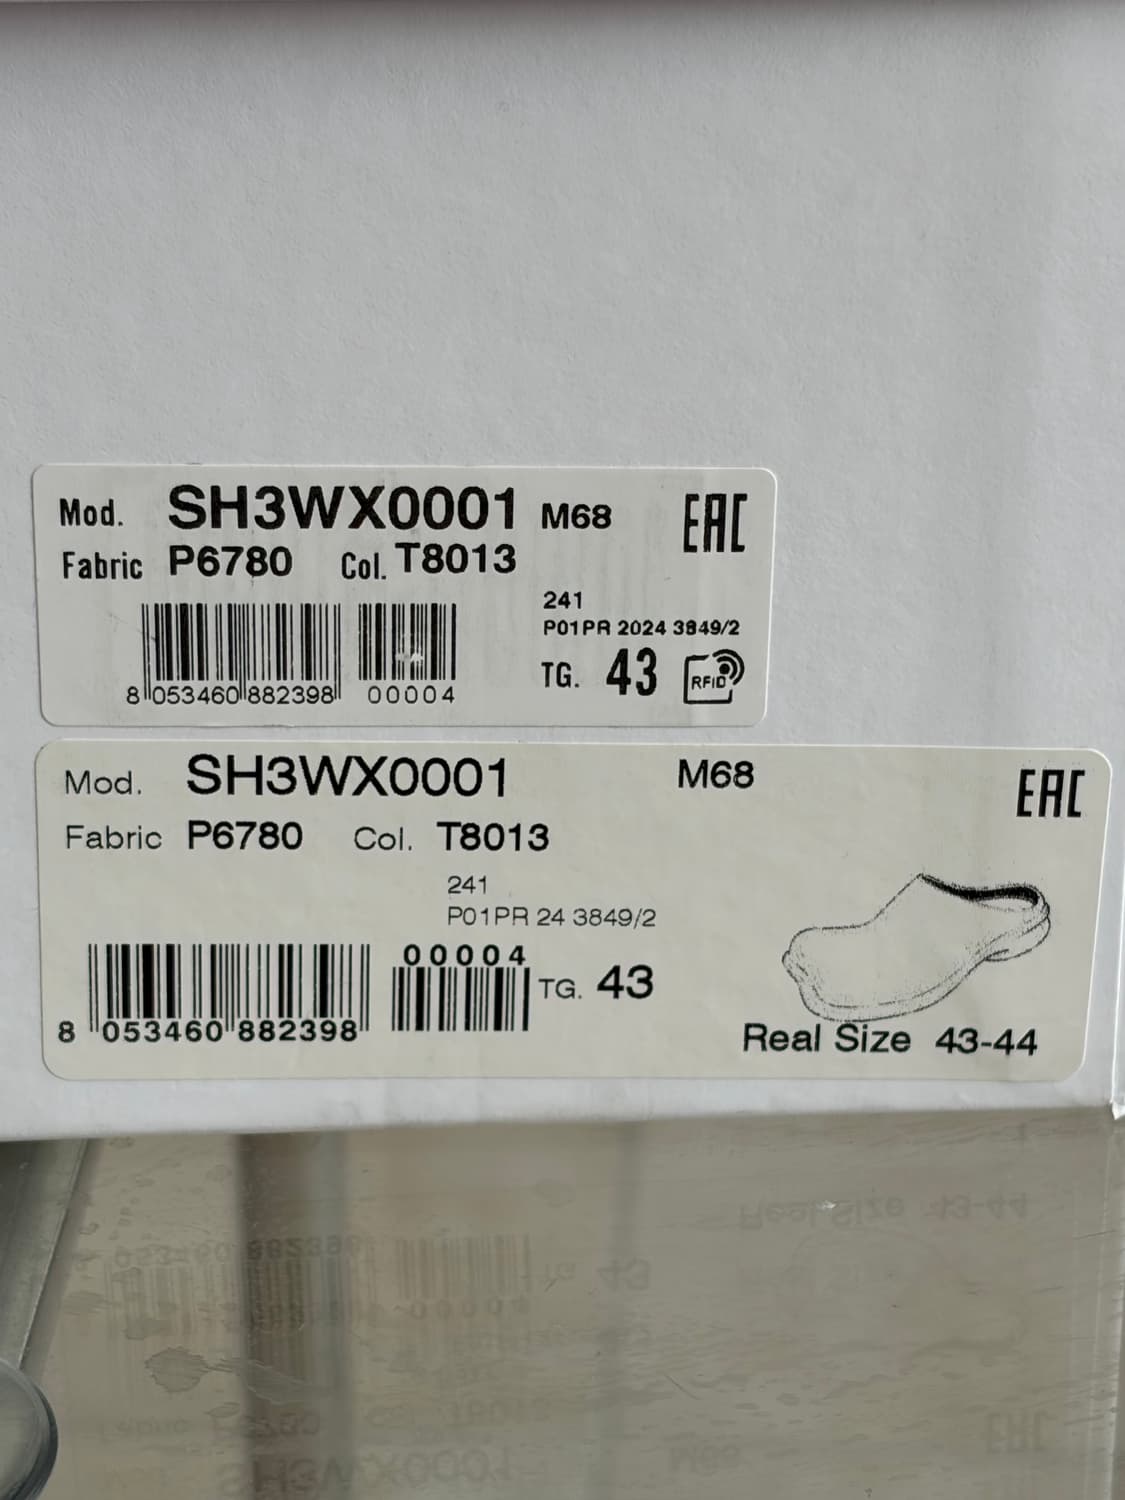 Mod. SH3WX0001 M68 EAC
Fabric P6780 Col. T8013
241
P01PR 2024 3849/2
TG. 43 RFID
8 053460 882398 00004
Mod. SH3WX0001 M68 EAC
Fabric P6780 Col. T8013
241
P01PR 24 3849/2
00004
TG. 43
8 053460 882398
Real Size 43-44